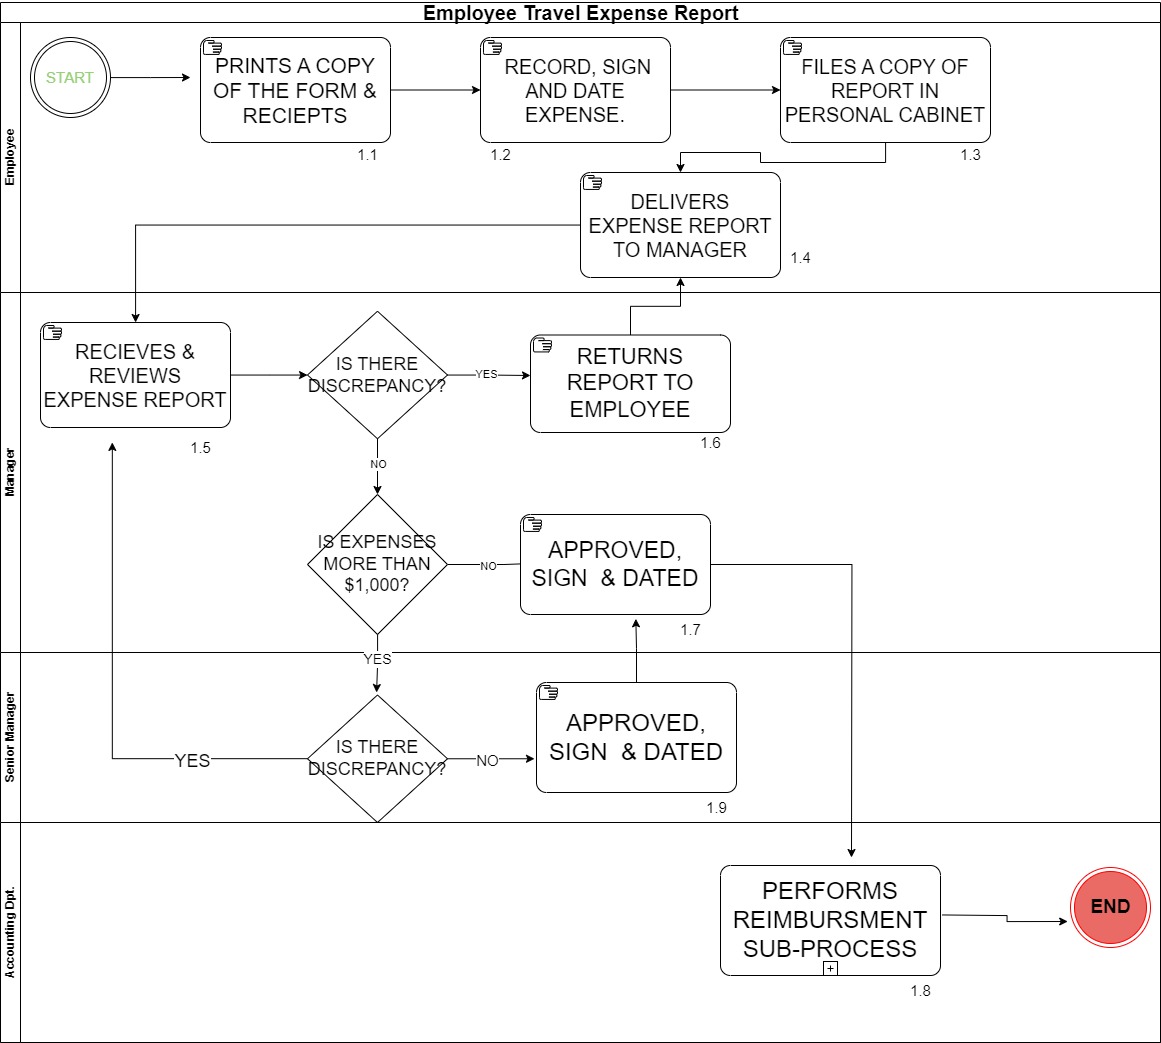 Employee Travel Expense Report
Employee
START
PRINTS A COPY
OF THE FORM &
RECIEPTS
1.1
RECORD, SIGN
AND DATE
EXPENSE.
1.2
FILES A COPY OF
REPORT IN
PERSONAL CABINET
1.3
DELIVERS
EXPENSE REPORT
TO MANAGER
1.4
Manager
RECIEVES &
REVIEWS
EXPENSE REPORT
1.5
IS THERE
DISCREPANCY?
YES
RETURNS
REPORT TO
EMPLOYEE
1.6
NO
IS EXPENSES
MORE THAN
$1,000?
NO
APPROVED,
SIGN & DATED
1.7
YES
Senior Manager
IS THERE
DISCREPANCY?
YES
NO
APPROVED,
SIGN & DATED
1.9
Accounting Dpt.
PERFORMS
REIMBURSMENT
SUB-PROCESS
+
1.8
END